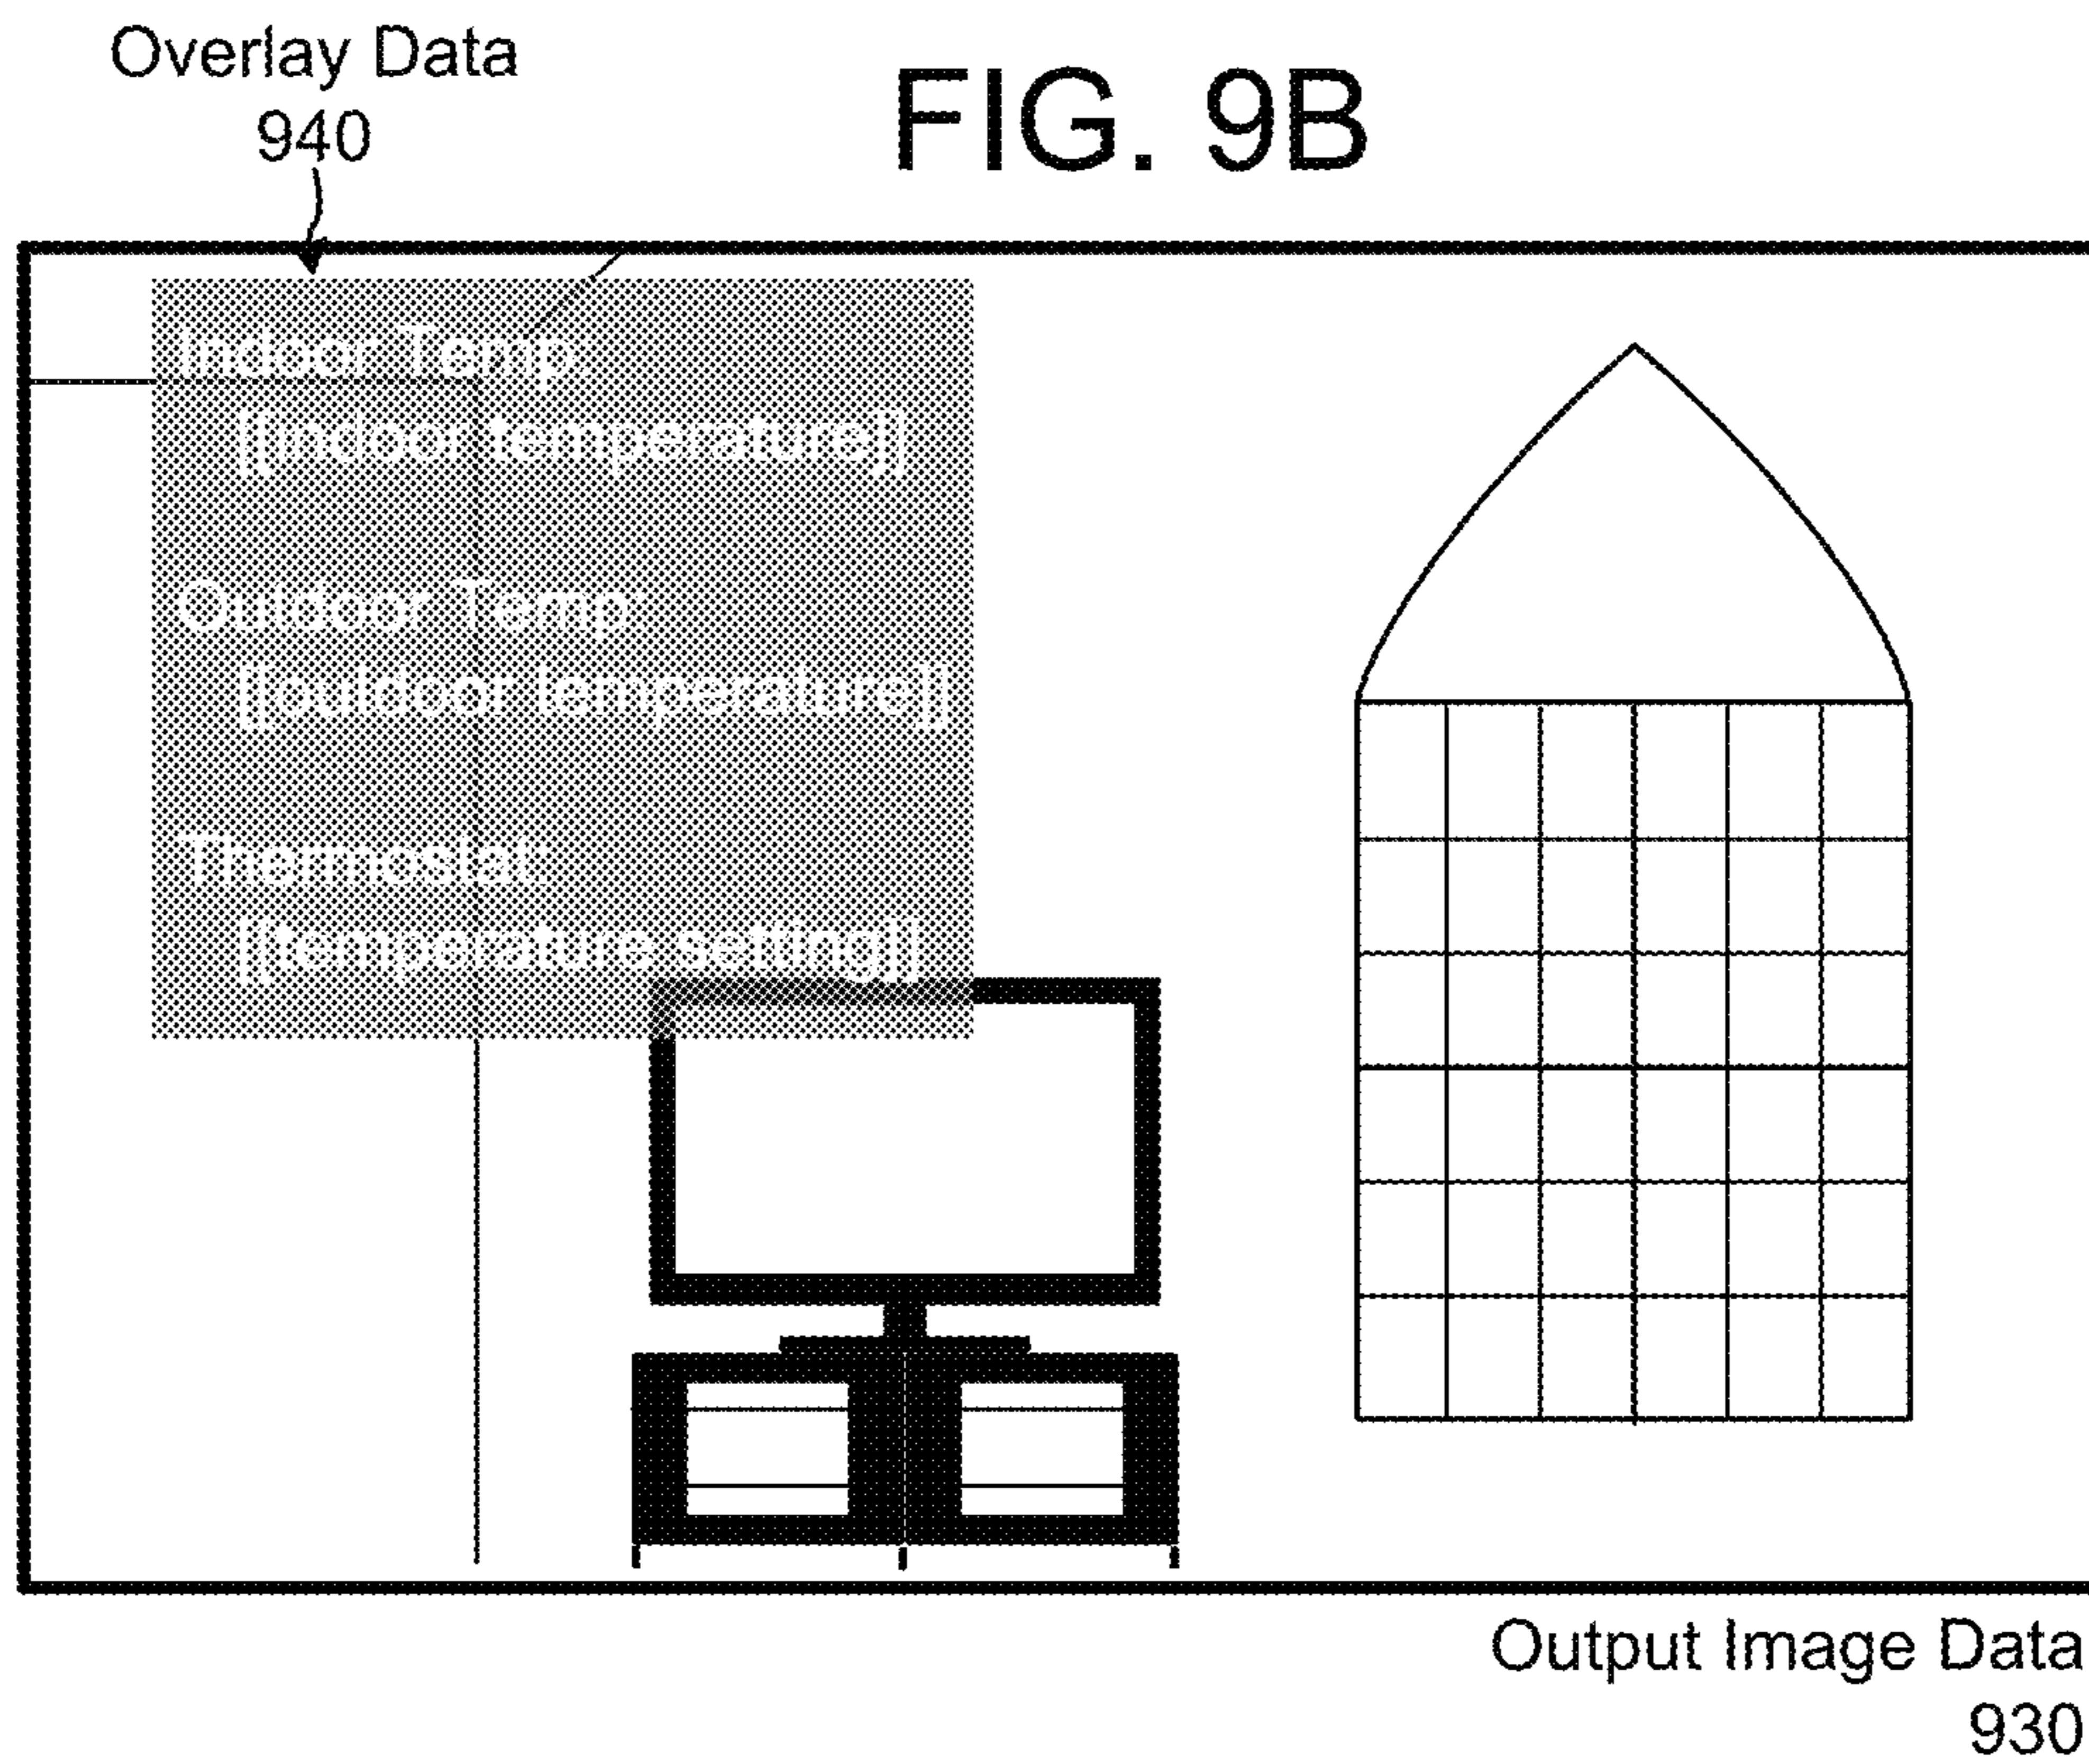 Overlay Data
940
FIG. 9B
Indoor Temp:
[[indoor temperature]]
Outdoor Temp:
[[outdoor temperature]]
Thermostat:
[[temperature setting]]
Output Image Data
930